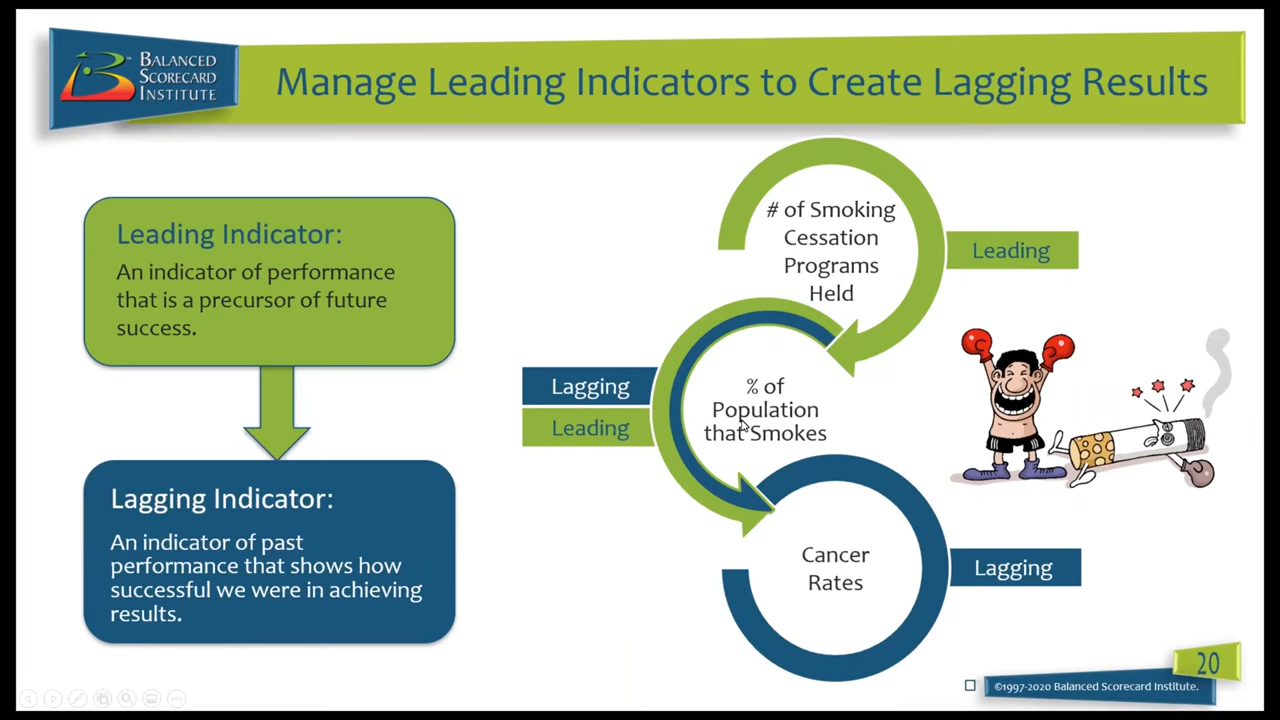 BALANCED
SCORECARD
INSTITUTE
Manage Leading Indicators to Create Lagging Results
Leading Indicator:
An indicator of performance
that is a precursor of future
success.
Lagging Indicator:
An indicator of past
performance that shows how
successful we were in achieving
results.
# of Smoking
Cessation
Programs
Held
Leading
Lagging
Leading
% of
Population
that Smokes
Cancer
Rates
Lagging
20
©1997-2020 Balanced Scorecard Institute.